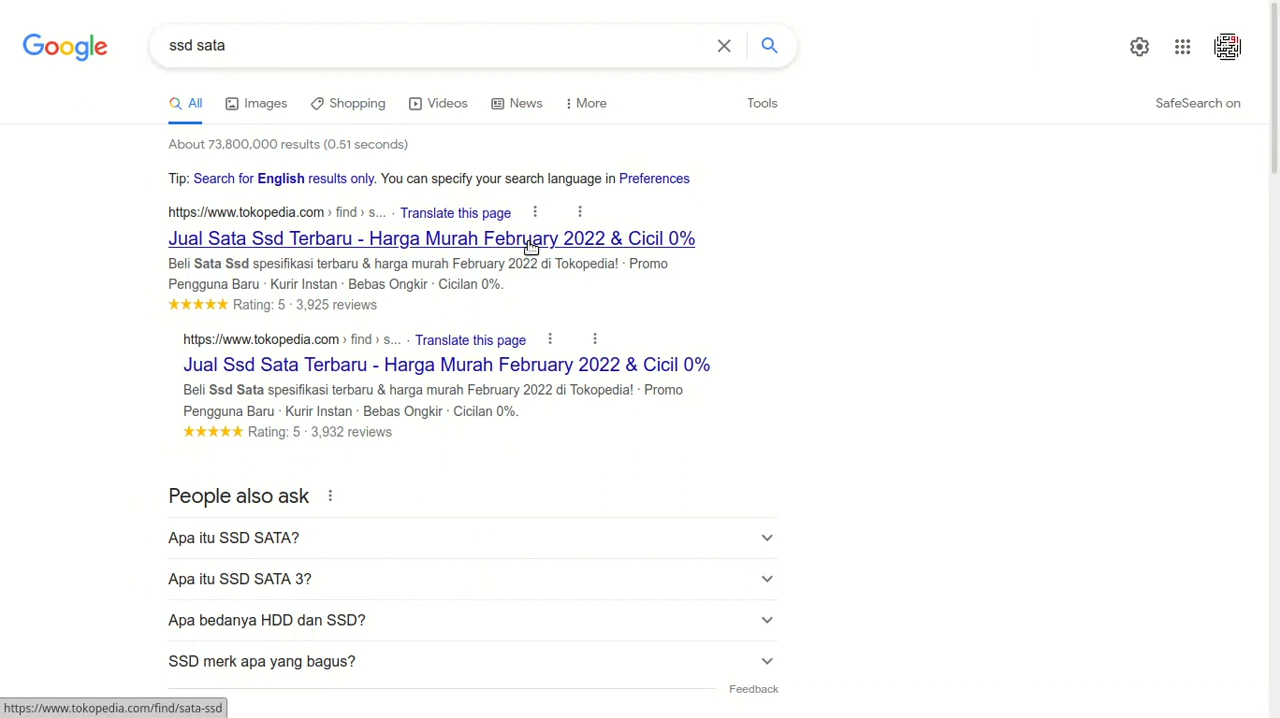 Google
ssd sata
All Images Shopping Videos News More Tools SafeSearch on
About 73,800,000 results (0.51 seconds)
Tip: Search for English results only. You can specify your search language in Preferences
https://www.tokopedia.com › find › s... · Translate this page
Jual Sata Ssd Terbaru - Harga Murah February 2022 & Cicil 0%
Beli Sata Ssd spesifikasi terbaru & harga murah February 2022 di Tokopedia! · Promo
Pengguna Baru · Kurir Instan · Bebas Ongkir · Cicilan 0%.
Rating: 5 · 3,925 reviews
https://www.tokopedia.com › find › s... · Translate this page
Jual Ssd Sata Terbaru - Harga Murah February 2022 & Cicil 0%
Beli Ssd Sata spesifikasi terbaru & harga murah February 2022 di Tokopedia! · Promo
Pengguna Baru · Kurir Instan · Bebas Ongkir · Cicilan 0%.
Rating: 5 · 3,932 reviews
People also ask
Apa itu SSD SATA?
Apa itu SSD SATA 3?
Apa bedanya HDD dan SSD?
SSD merk apa yang bagus?
Feedback
https://www.tokopedia.com/find/sata-ssd